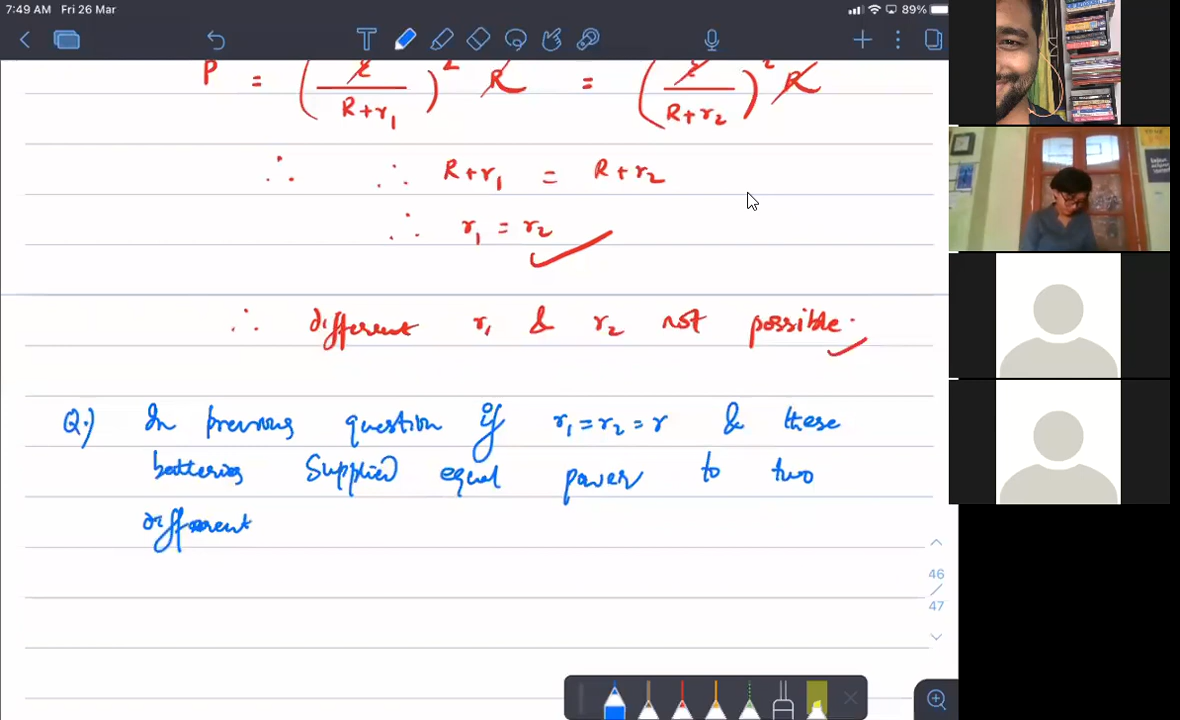 7:49 AM Fri 26 Mar
89%
P = (ε / R+r₁)² R = (ε / R+r₂)² R
∴ ∴ R+r₁ = R+r₂
∴ r₁ = r₂
∴ different r₁ & r₂ not possible.
Q.) In previous question if r₁ = r₂ = r & these
batteries supplied equal power to two
different
46
/
47